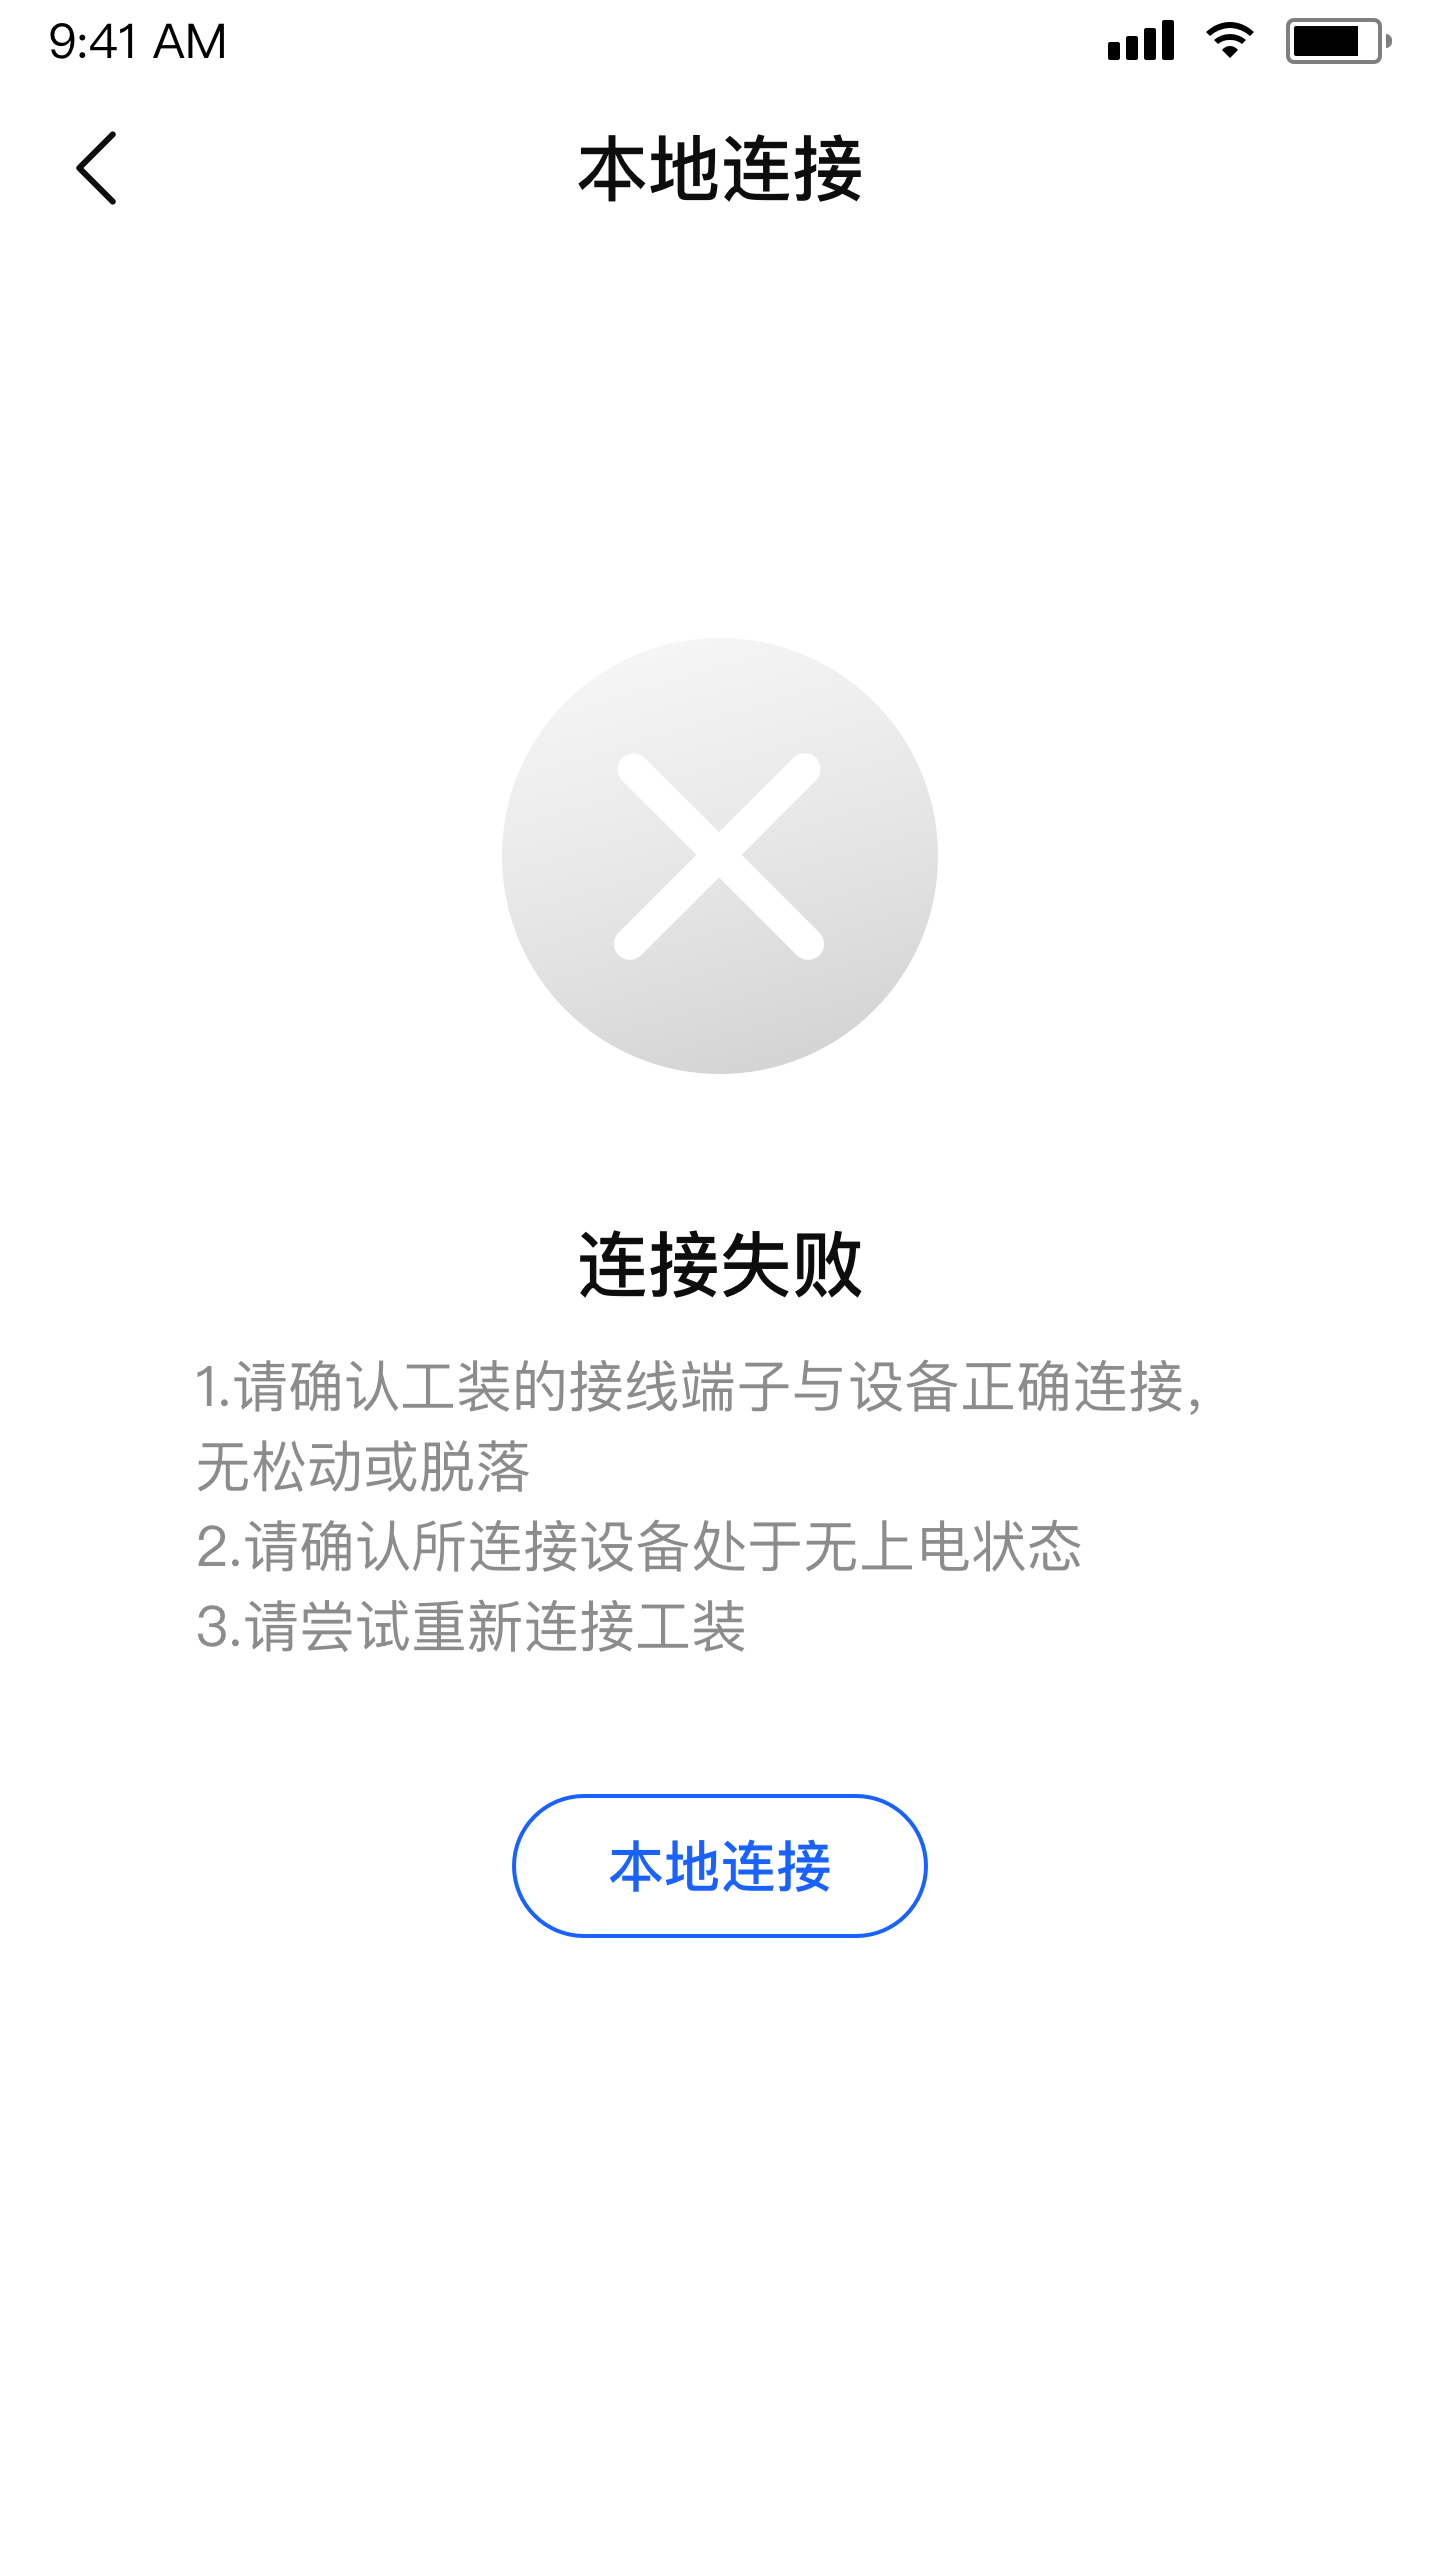 9:41 AM
本地连接
连接失败
1.请确认工装的接线端子与设备正确连接，
无松动或脱落
2.请确认所连接设备处于无上电状态
3.请尝试重新连接工装
本地连接